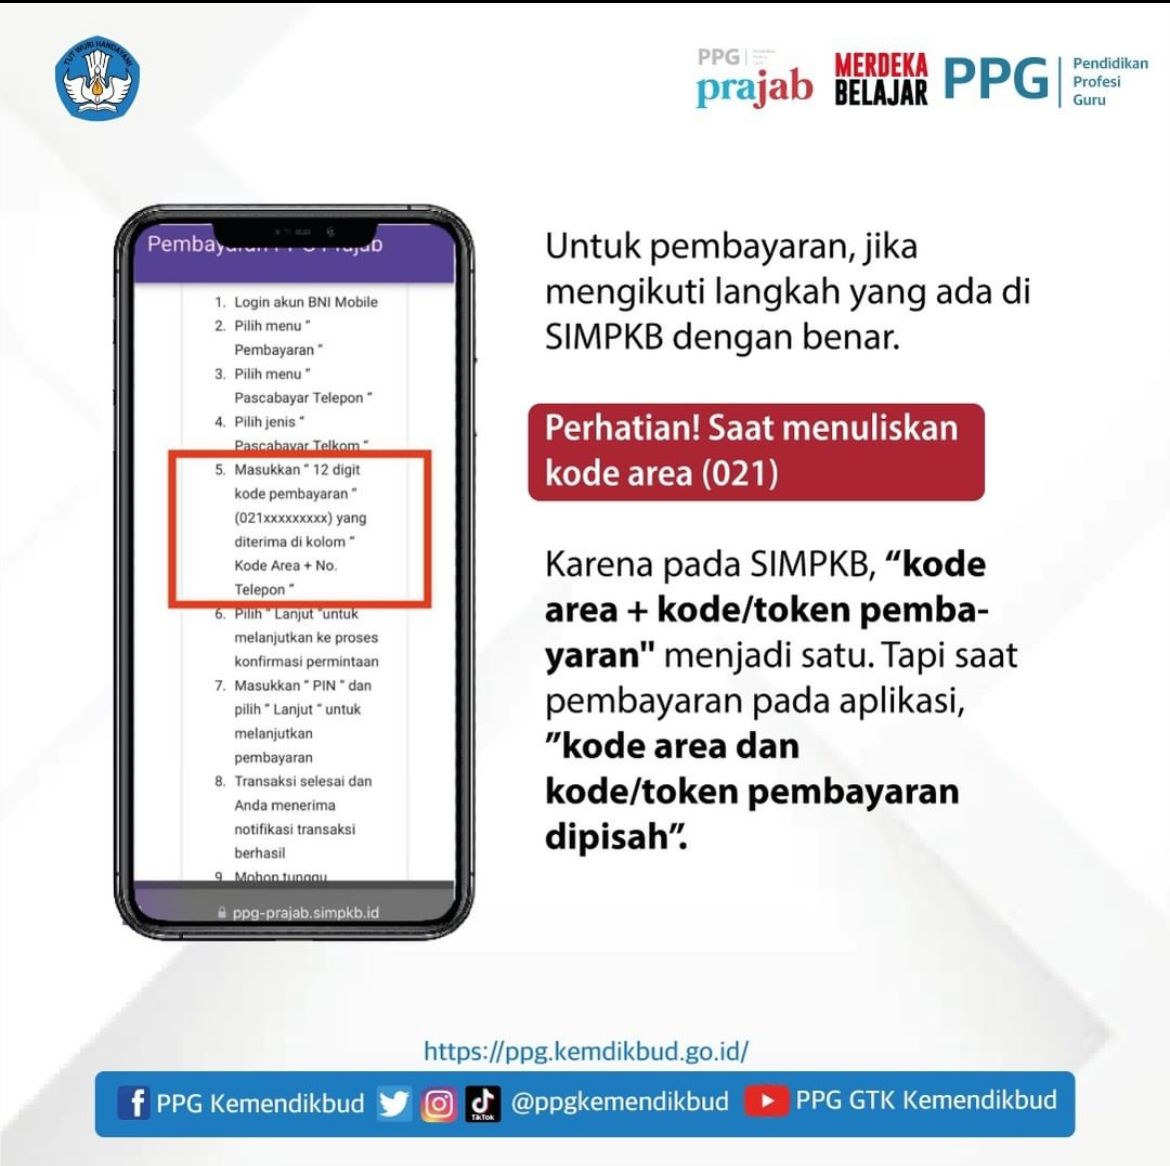 TUT WURI HANDAYANI
PPG
prajab
MERDEKA
BELAJAR
PPG
Pendidikan
Profesi
Guru
Prajab
1. Login akun BNI Mobile
2. Pilih menu "
Pembayaran "
3. Pilih menu "
Pascabayar Telepon "
4. Pilih jenis "
Pascabayar Telkom "
5. Masukkan " 12 digit
kode pembayaran "
(021xxxxxxxxx) yang
diterima di kolom "
Kode Area + No.
Telepon "
6. Pilih " Lanjut "untuk
melanjutkan ke proses
konfirmasi permintaan
7. Masukkan " PIN " dan
pilih " Lanjut " untuk
melanjutkan
pembayaran
8. Transaksi selesai dan
Anda menerima
notifikasi transaksi
berhasil
9. Mohon tunggu
ppg-prajab.simpkb.id
Untuk pembayaran, jika
mengikuti langkah yang ada di
SIMPKB dengan benar.
Perhatian! Saat menuliskan
kode area (021)
Karena pada SIMPKB, “kode
area + kode/token pemba-
yaran" menjadi satu. Tapi saat
pembayaran pada aplikasi,
”kode area dan
kode/token pembayaran
dipisah”.
https://ppg.kemdikbud.go.id/
PPG Kemendikbud
TikTok
@ppgkemendikbud
PPG GTK Kemendikbud